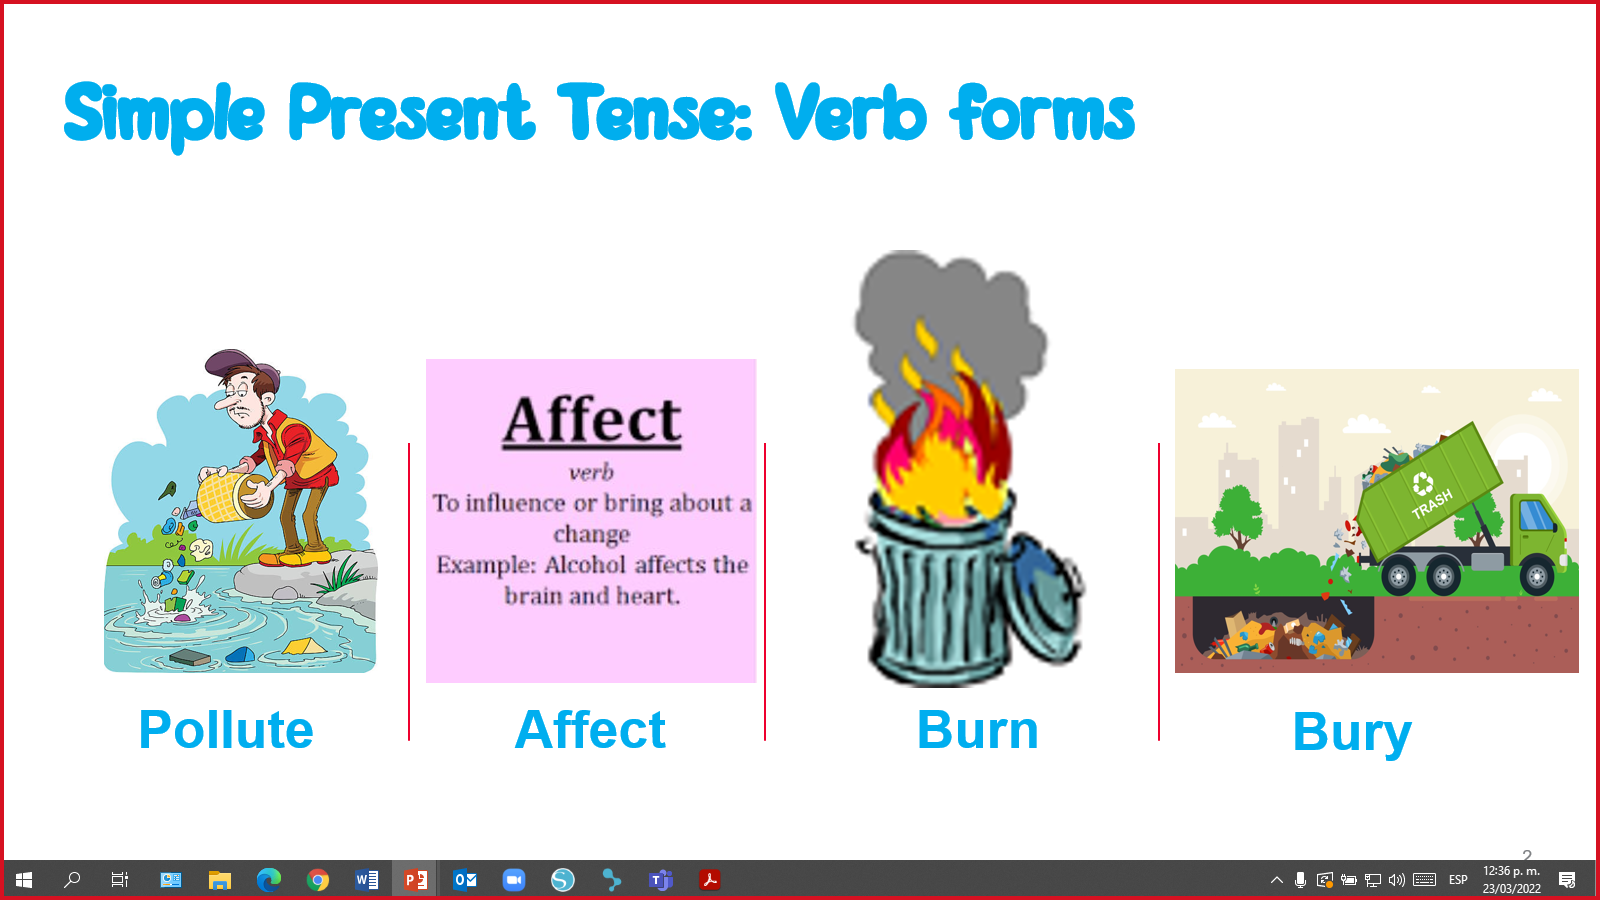 Simple Present Tense: Verb forms
Affect
verb
To influence or bring about a
change
Example: Alcohol affects the
brain and heart.
TRASH
Pollute
Affect
Burn
Bury
2
ESP
12:36 p. m.
23/03/2022